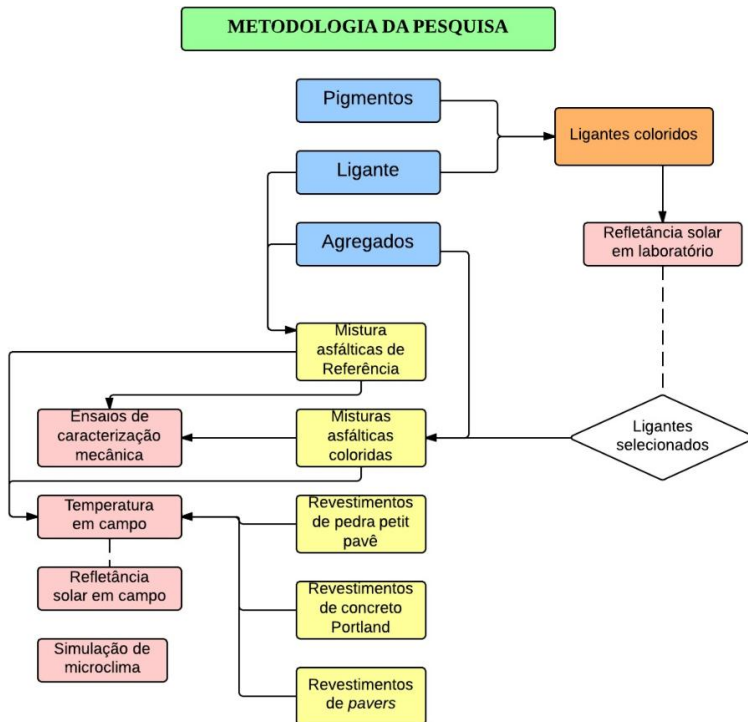 METODOLOGIA DA PESQUISA
Pigmentos
Ligantes coloridos
Ligante
Agregados
Refletância solar
em laboratório
Mistura
asfálticas de
Referência
Ensaios de
caracterização
mecânica
Misturas
asfálticas
coloridas
Ligantes
selecionados
Temperatura
em campo
Revestimentos
de pedra petit
pavê
Refletância
solar em campo
Revestimentos
de concreto
Portland
Simulação de
microclima
Revestimentos
de pavers